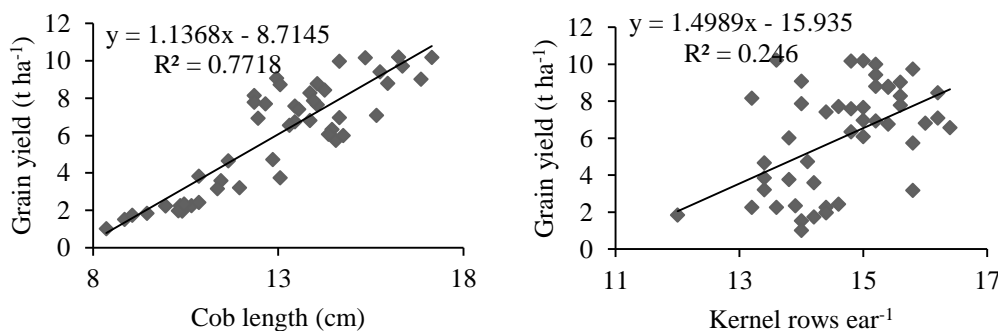 y = 1.1368x - 8.7145
R² = 0.7718
Grain yield (t ha⁻¹)
12
10
8
6
4
2
0
8
13
18
Cob length (cm)
y = 1.4989x - 15.935
R² = 0.246
Grain yield (t ha⁻¹)
12
10
8
6
4
2
0
11
13
15
17
Kernel rows ear⁻¹